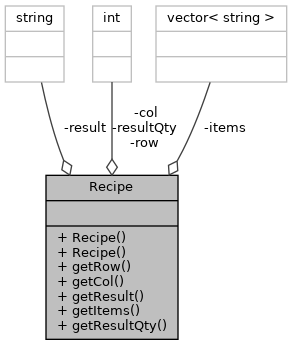 string
int
vector< string >
-result
-col
-resultQty
-row
-items
Recipe
+ Recipe()
+ Recipe()
+ getRow()
+ getCol()
+ getResult()
+ getItems()
+ getResultQty()